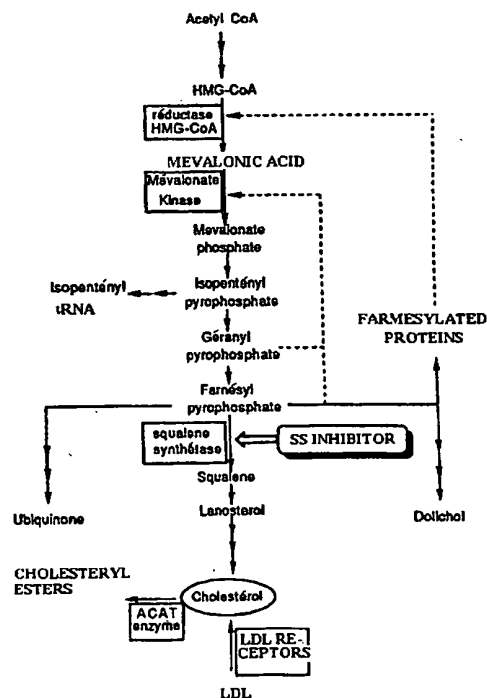 Acetyl CoA
HMG-CoA
réductase
HMG-CoA
MEVALONIC ACID
Mévalonate
Kinase
Mevalonate
phosphate
Isopentényl
tRNA
Isopentényl
pyrophosphate
FARMESYLATED
PROTEINS
Géranyl
pyrophosphate
Farnésyl
pyrophosphate
squalene
synthétase
SS INHIBITOR
Squalene
Ubiquinone
Lanosterol
Dolichol
CHOLESTERYL
ESTERS
Cholestérol
ACAT
enzyme
LDL RE-
CEPTORS
LDL